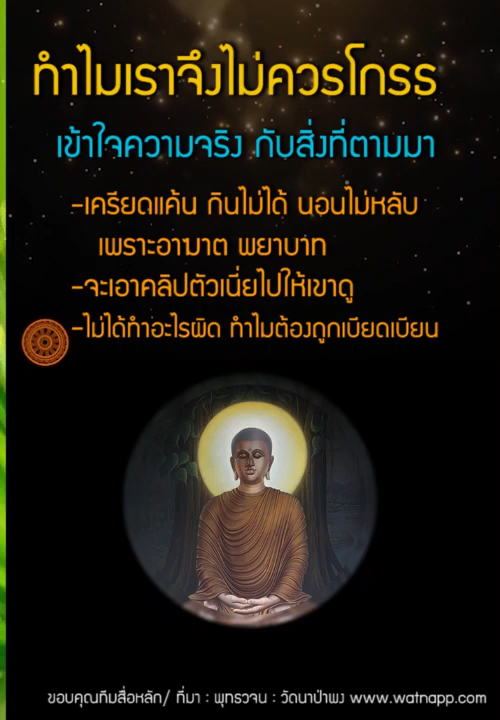 ทำไมเราจึงไม่ควรโกรธ
เข้าใจความจริง กับสิ่งที่ตามมา
-เครียดแค้น กินไม่ได้ นอนไม่หลับ
เพราะอาฆาต พยาบาท
-จะเอาคลิปตัวเนี่ยไปให้เขาดู
-ไม่ได้ทำอะไรผิด ทำไมต้องถูกเบียดเบียน
ขอบคุณทีมสื่อหลัก/ ที่มา : พุทธวจน : วัดนาป่าพง www.watnapp.com